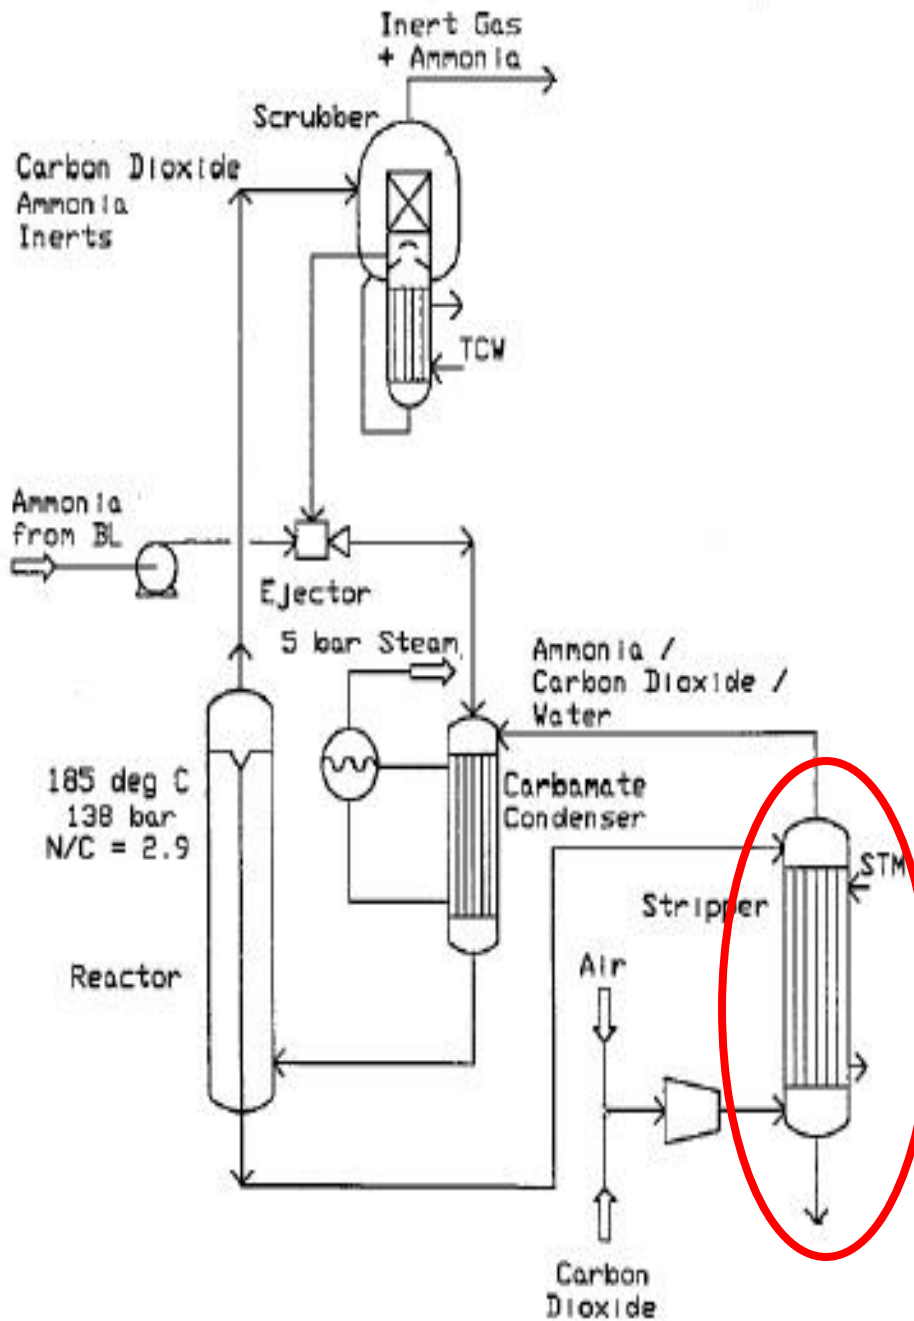 Inert Gas
+ Ammonia
Scrubber
Carbon Dioxide
Ammonia
Inerts
TCW
Ammonia
from BL
Ejector
5 bar Steam
Ammonia /
Carbon Dioxide /
Water
185 deg C
138 bar
N/C = 2.9
Carbamate
Condenser
STM
Stripper
Air
Reactor
Carbon
Dioxide